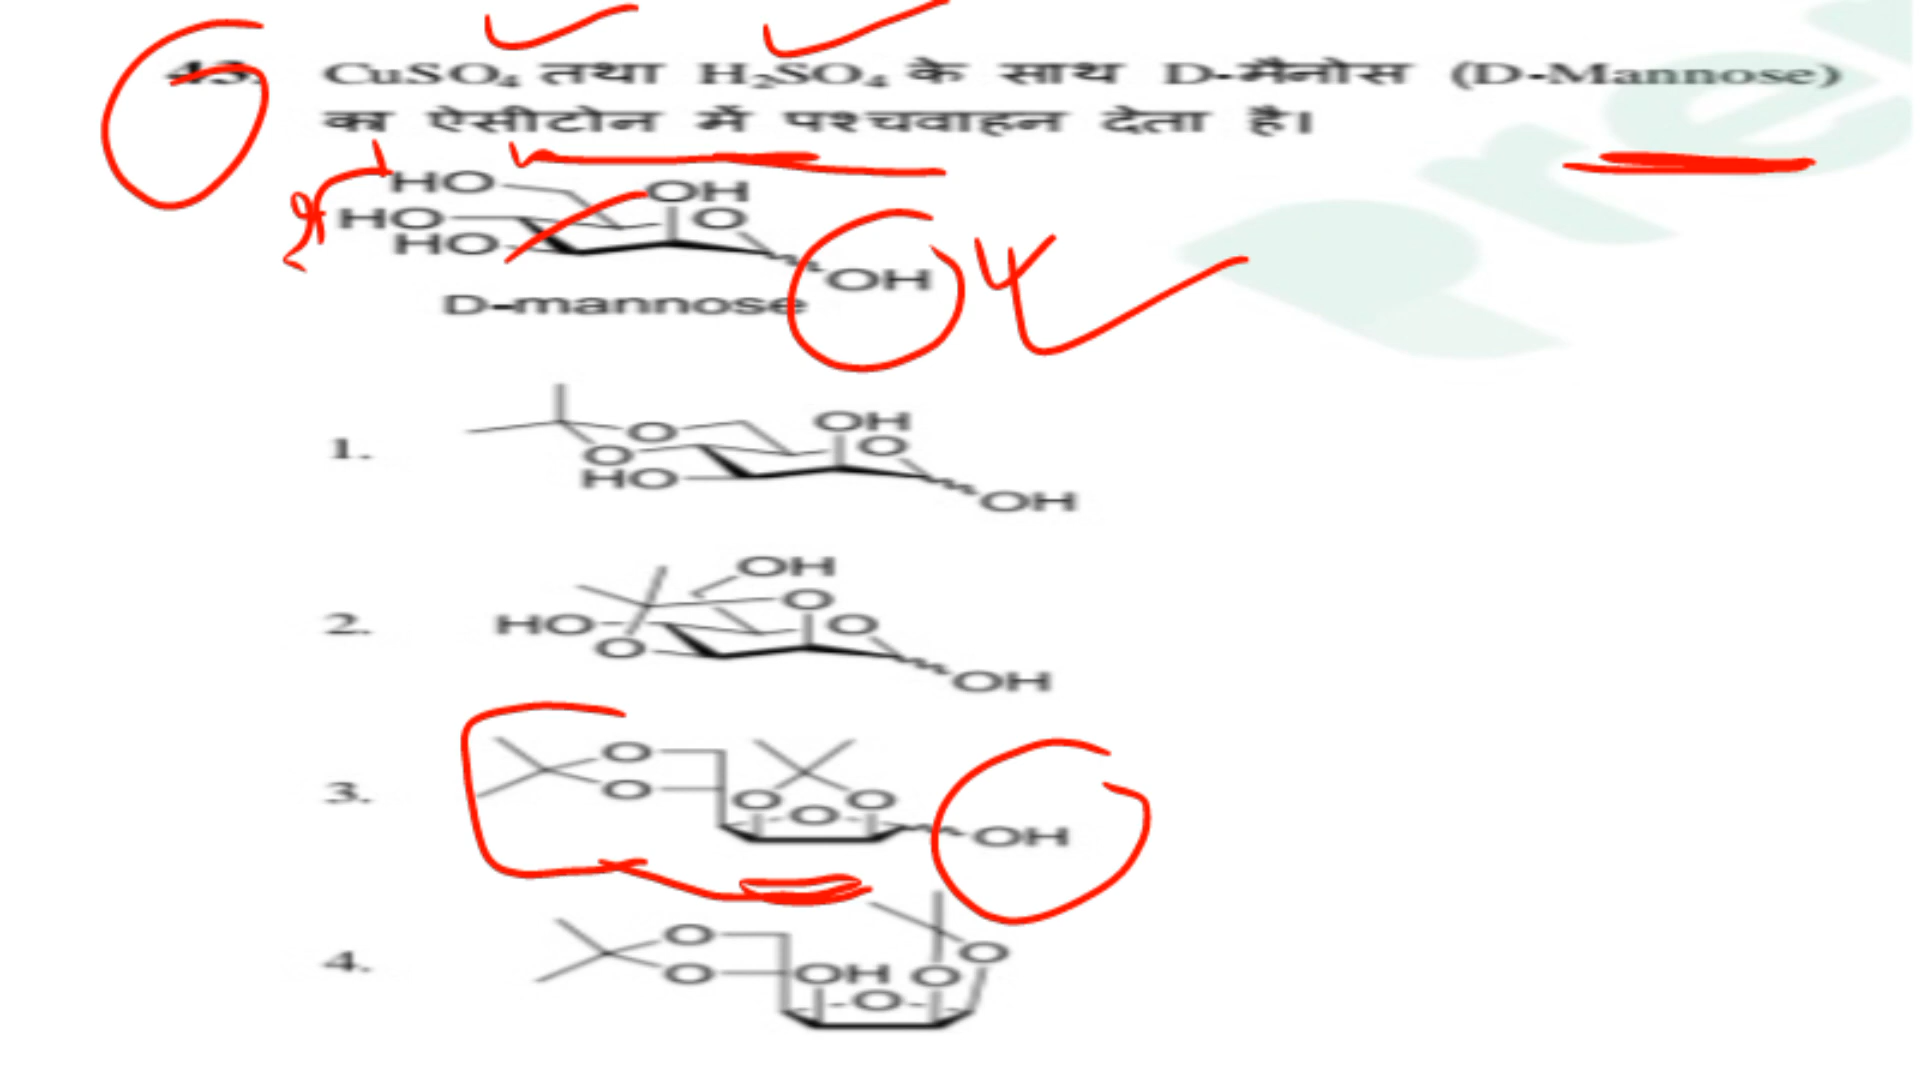 43. CuSO₄ तथा H₂SO₄ के साथ D-मैनोस (D-Mannose)
का ऐसीटोन में पश्चवाहन देता है।
HO
OH
HO
O
HO
OH
D-mannose
1.
O
OH
O
O
HO
OH
2.
OH
O
HO
O
O
OH
3.
O
O
O
O
O
OH
4.
O
O
O
OH
O
O
Pre